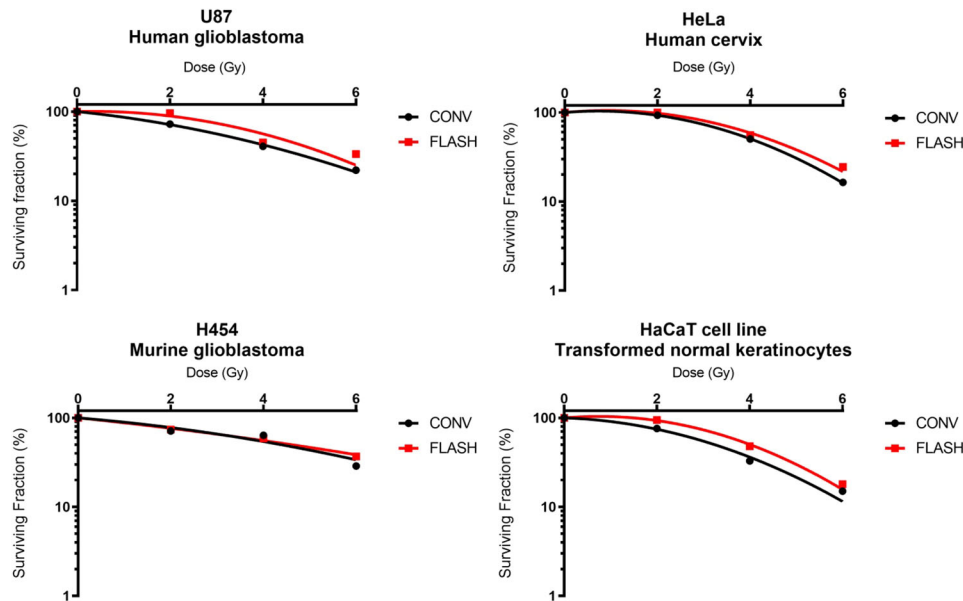 U87
Human glioblastoma
Dose (Gy)
0 2 4 6
100
10
1
Surviving fraction (%)
CONV
FLASH
HeLa
Human cervix
Dose (Gy)
0 2 4 6
100
10
1
Surviving Fraction (%)
CONV
FLASH
H454
Murine glioblastoma
Dose (Gy)
0 2 4 6
100
10
1
Surviving Fraction (%)
CONV
FLASH
HaCaT cell line
Transformed normal keratinocytes
Dose (Gy)
0 2 4 6
100
10
1
Surviving Fraction (%)
CONV
FLASH